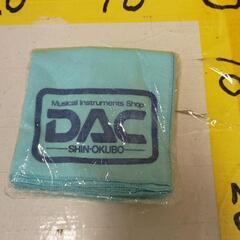 Musical Instruments Shop
DAC
SHIN-OKUBO